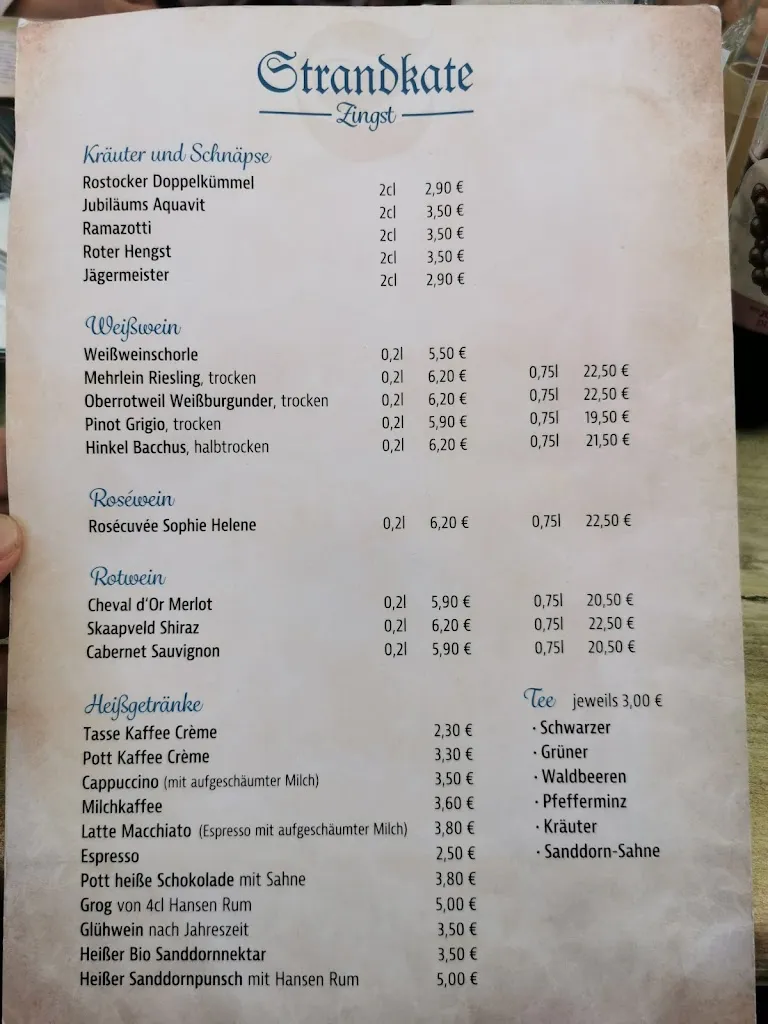 Strandkate
Zingst
Kräuter und Schnäpse
Rostocker Doppelkümmel 2cl 2,90 €
Jubiläums Aquavit 2cl 3,50 €
Ramazotti 2cl 3,50 €
Roter Hengst 2cl 3,50 €
Jägermeister 2cl 2,90 €
Weißwein
Weißweinschorle 0,2l 5,50 €
Mehrlein Riesling, trocken 0,2l 6,20 € 0,75l 22,50 €
Oberrotweil Weißburgunder, trocken 0,2l 6,20 € 0,75l 22,50 €
Pinot Grigio, trocken 0,2l 5,90 € 0,75l 19,50 €
Hinkel Bacchus, halbtrocken 0,2l 6,20 € 0,75l 21,50 €
Roséwein
Rosécuvée Sophie Helene 0,2l 6,20 € 0,75l 22,50 €
Rotwein
Cheval d'Or Merlot 0,2l 5,90 € 0,75l 20,50 €
Skaapveld Shiraz 0,2l 6,20 € 0,75l 22,50 €
Cabernet Sauvignon 0,2l 5,90 € 0,75l 20,50 €
Heißgetränke
Tasse Kaffee Crème 2,30 €
Pott Kaffee Crème 3,30 €
Cappuccino (mit aufgeschäumter Milch) 3,50 €
Milchkaffee 3,60 €
Latte Macchiato (Espresso mit aufgeschäumter Milch) 3,80 €
Espresso 2,50 €
Pott heiße Schokolade mit Sahne 3,80 €
Grog von 4cl Hansen Rum 5,00 €
Glühwein nach Jahreszeit 3,50 €
Heißer Bio Sanddornnektar 3,50 €
Heißer Sanddornpunsch mit Hansen Rum 5,00 €
Tee jeweils 3,00 €
· Schwarzer
· Grüner
· Waldbeeren
· Pfefferminz
· Kräuter
· Sanddorn-Sahne